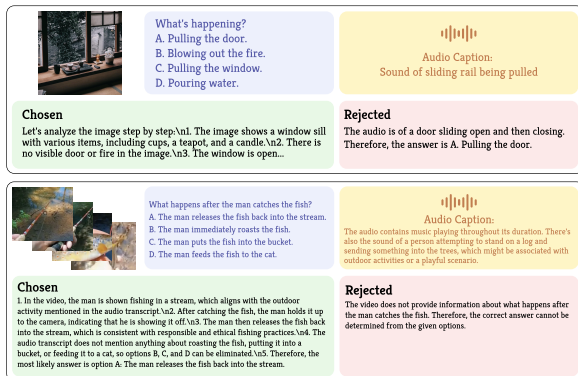 What's happening?
A. Pulling the door.
B. Blowing out the fire.
C. Pulling the window.
D. Pouring water.
Audio Caption:
Sound of sliding rail being pulled
Chosen
Let's analyze the image step by step:\n1. The image shows a window sill
with various items, including cups, a teapot, and a candle.\n2. There is
no visible door or fire in the image.\n3. The window is open...
Rejected
The audio is of a door sliding open and then closing.
Therefore, the answer is A. Pulling the door.
What happens after the man catches the fish?
A. The man releases the fish back into the stream.
B. The man immediately roasts the fish.
C. The man puts the fish into the bucket.
D. The man feeds the fish to the cat.
Audio Caption:
The audio contains music playing throughout its duration. There's
also the sound of a person attempting to stand on a log and
sending something into the trees, which might be associated with
outdoor activities or a playful scenario.
Chosen
1. In the video, the man is shown fishing in a stream, which aligns with the outdoor
activity mentioned in the audio transcript.\n2. After catching the fish, the man holds it up
to the camera, indicating that he is showing it off.\n3. The man then releases the fish back
into the stream, which is consistent with responsible and ethical fishing practices.\n4. The
audio transcript does not mention anything about roasting the fish, putting it into a
bucket, or feeding it to a cat, so options B, C, and D can be eliminated.\n5. Therefore, the
most likely answer is option A: The man releases the fish back into the stream.
Rejected
The video does not provide information about what happens after
the man catches the fish. Therefore, the correct answer cannot be
determined from the given options.